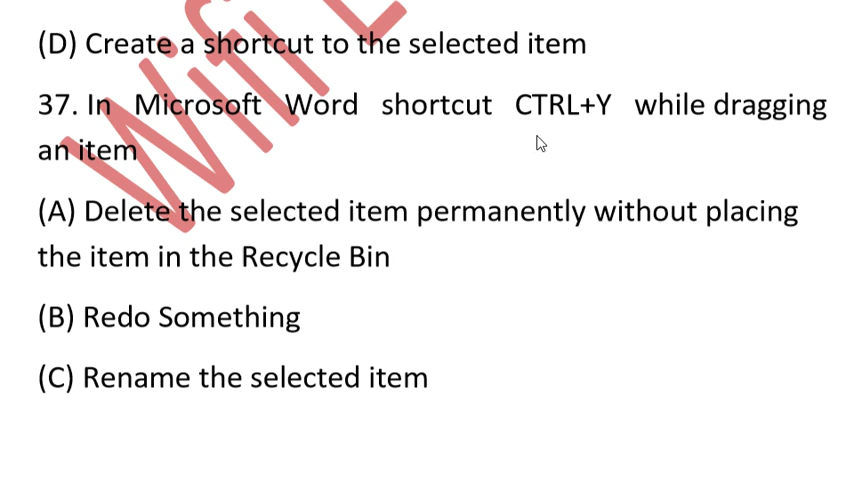 (D) Create a shortcut to the selected item
37. In Microsoft Word shortcut CTRL+Y while dragging
an item
(A) Delete the selected item permanently without placing
the item in the Recycle Bin
(B) Redo Something
(C) Rename the selected item
Wifi